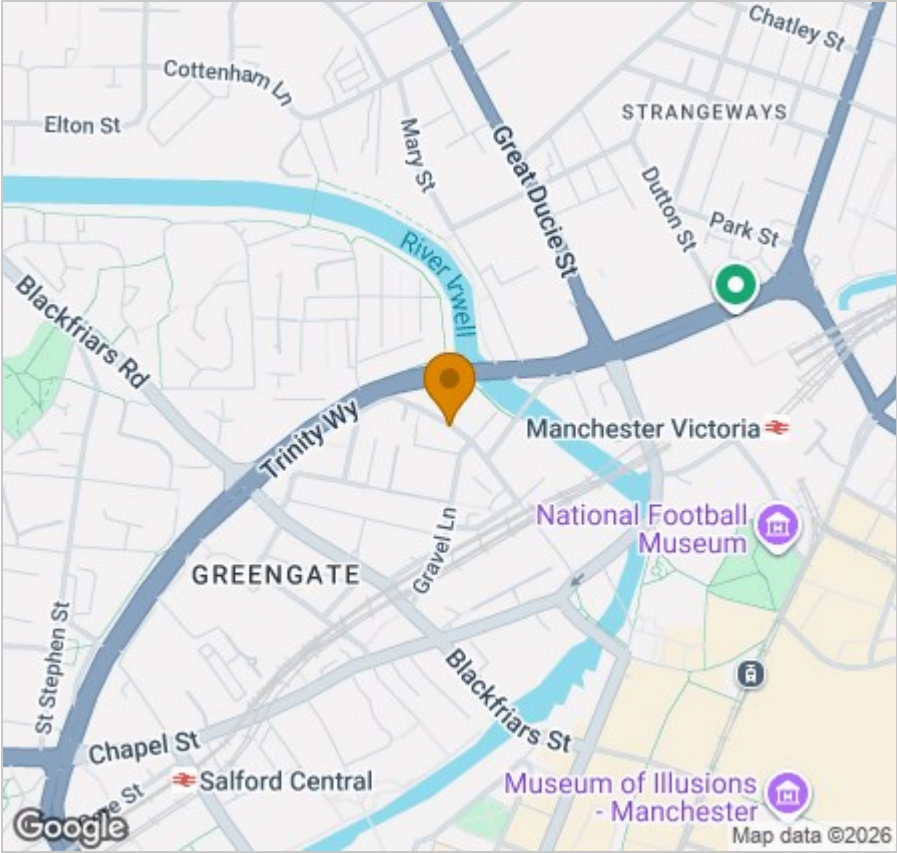 Chatley St
Cottenham Ln
STRANGEWAYS
Elton St
Mary St
Great Ducie St
Dutton St
Park St
River Irwell
Blackfriars Rd
Trinity Wy
Manchester Victoria
National Football
Museum
Gravel Ln
GREENGATE
St Stephen St
Blackfriars St
Chapel St
Salford Central
Museum of Illusions
- Manchester
Google
Map data ©2026